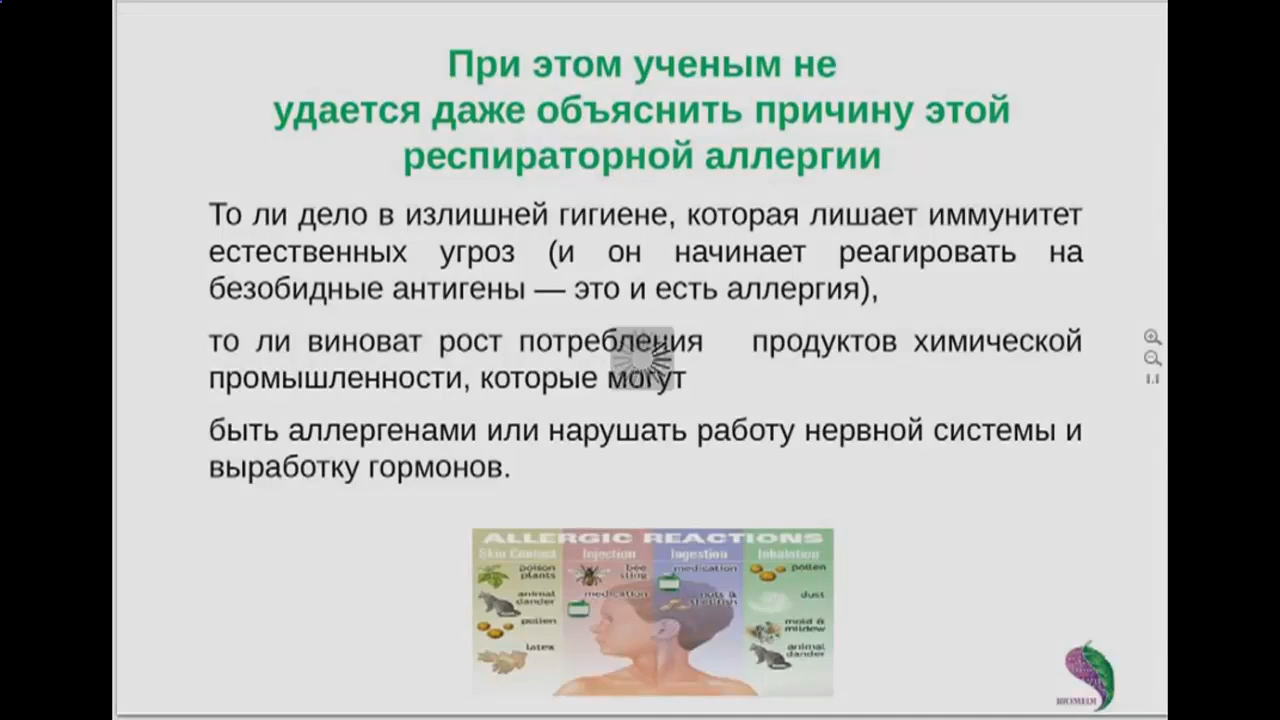 При этом ученым не
удается даже объяснить причину этой
респираторной аллергии
То ли дело в излишней гигиене, которая лишает иммунитет
естественных угроз (и он начинает реагировать на
безобидные антигены — это и есть аллергия),
то ли виноват рост потребления продуктов химической
промышленности, которые могут
быть аллергенами или нарушать работу нервной системы и
выработку гормонов.
ALLERGIC REACTIONS
Skin Contact Injection Ingestion Inhalation
poison
plants
animal
dander
pollen
latex
bee
sting
medication
medication
nuts &
shellfish
pollen
dust
mold &
mildew
animal
dander
1:1